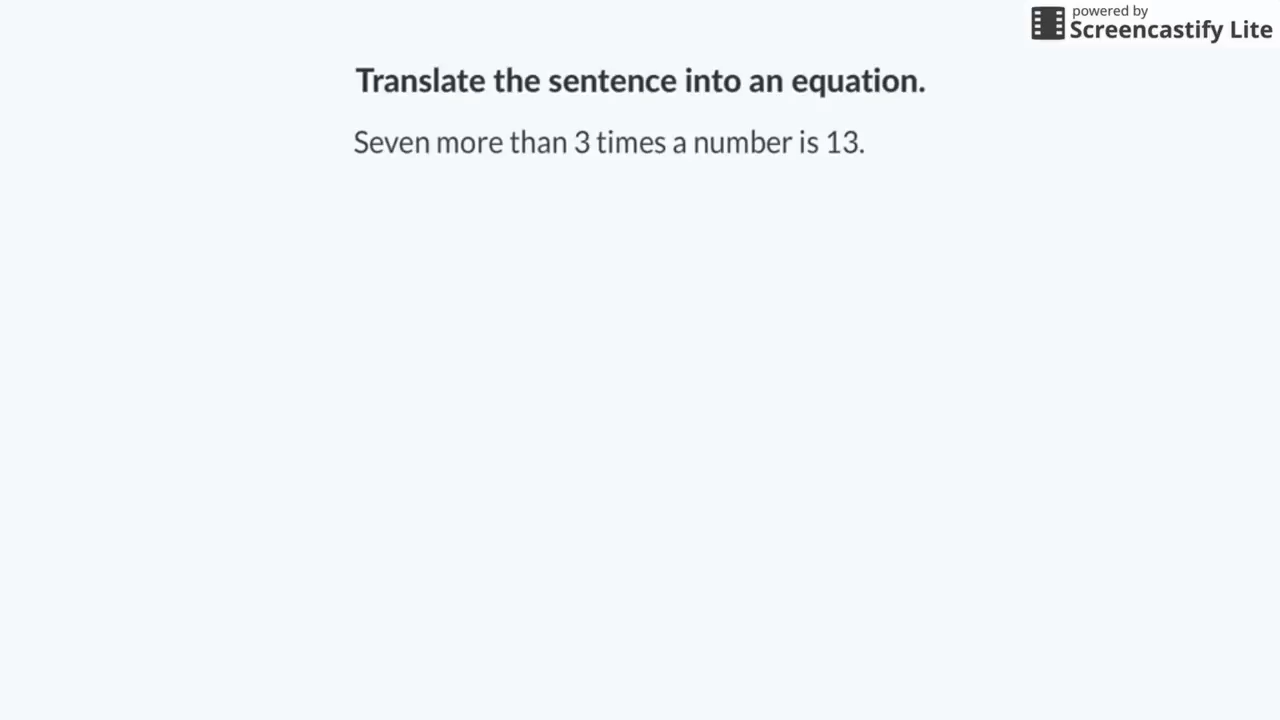 powered by
Screencastify Lite
Translate the sentence into an equation.
Seven more than 3 times a number is 13.